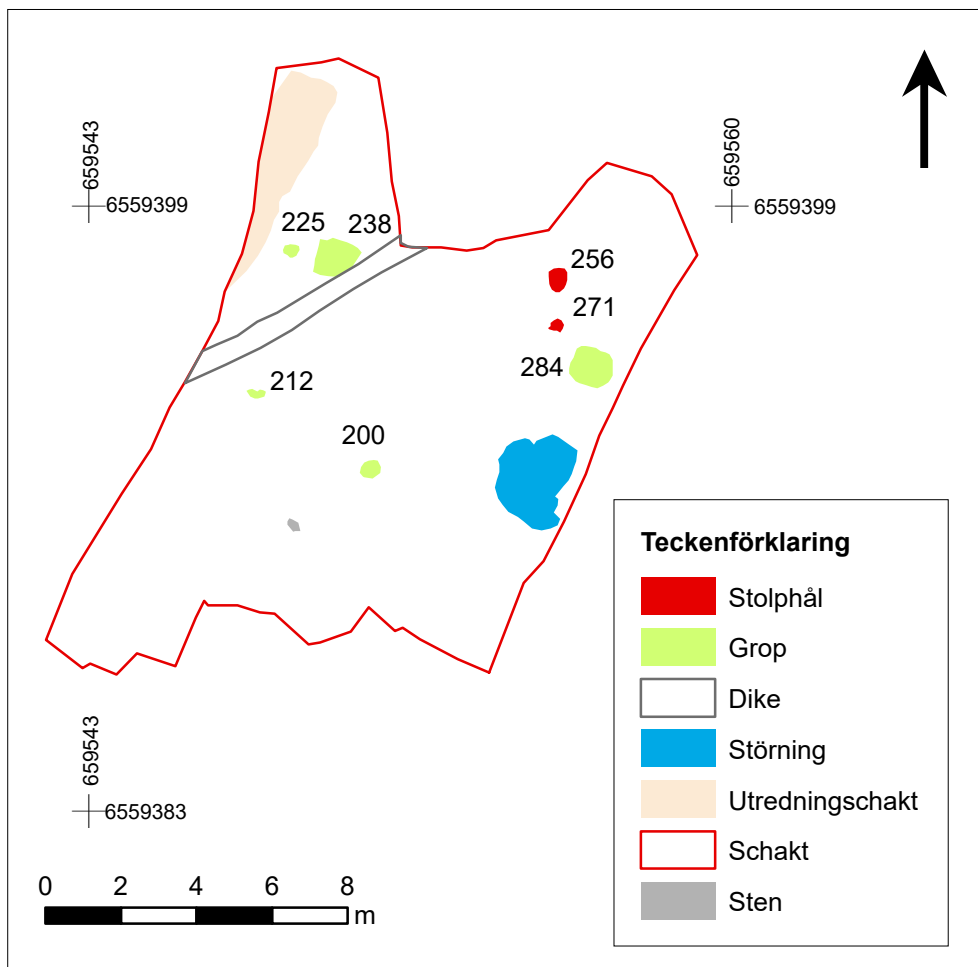 659543
6559399
659560
6559399
225
238
256
271
284
212
200
659543
6559383
0 2 4 6 8
m
Teckenförklaring
Stolphål
Grop
Dike
Störning
Utredningschakt
Schakt
Sten